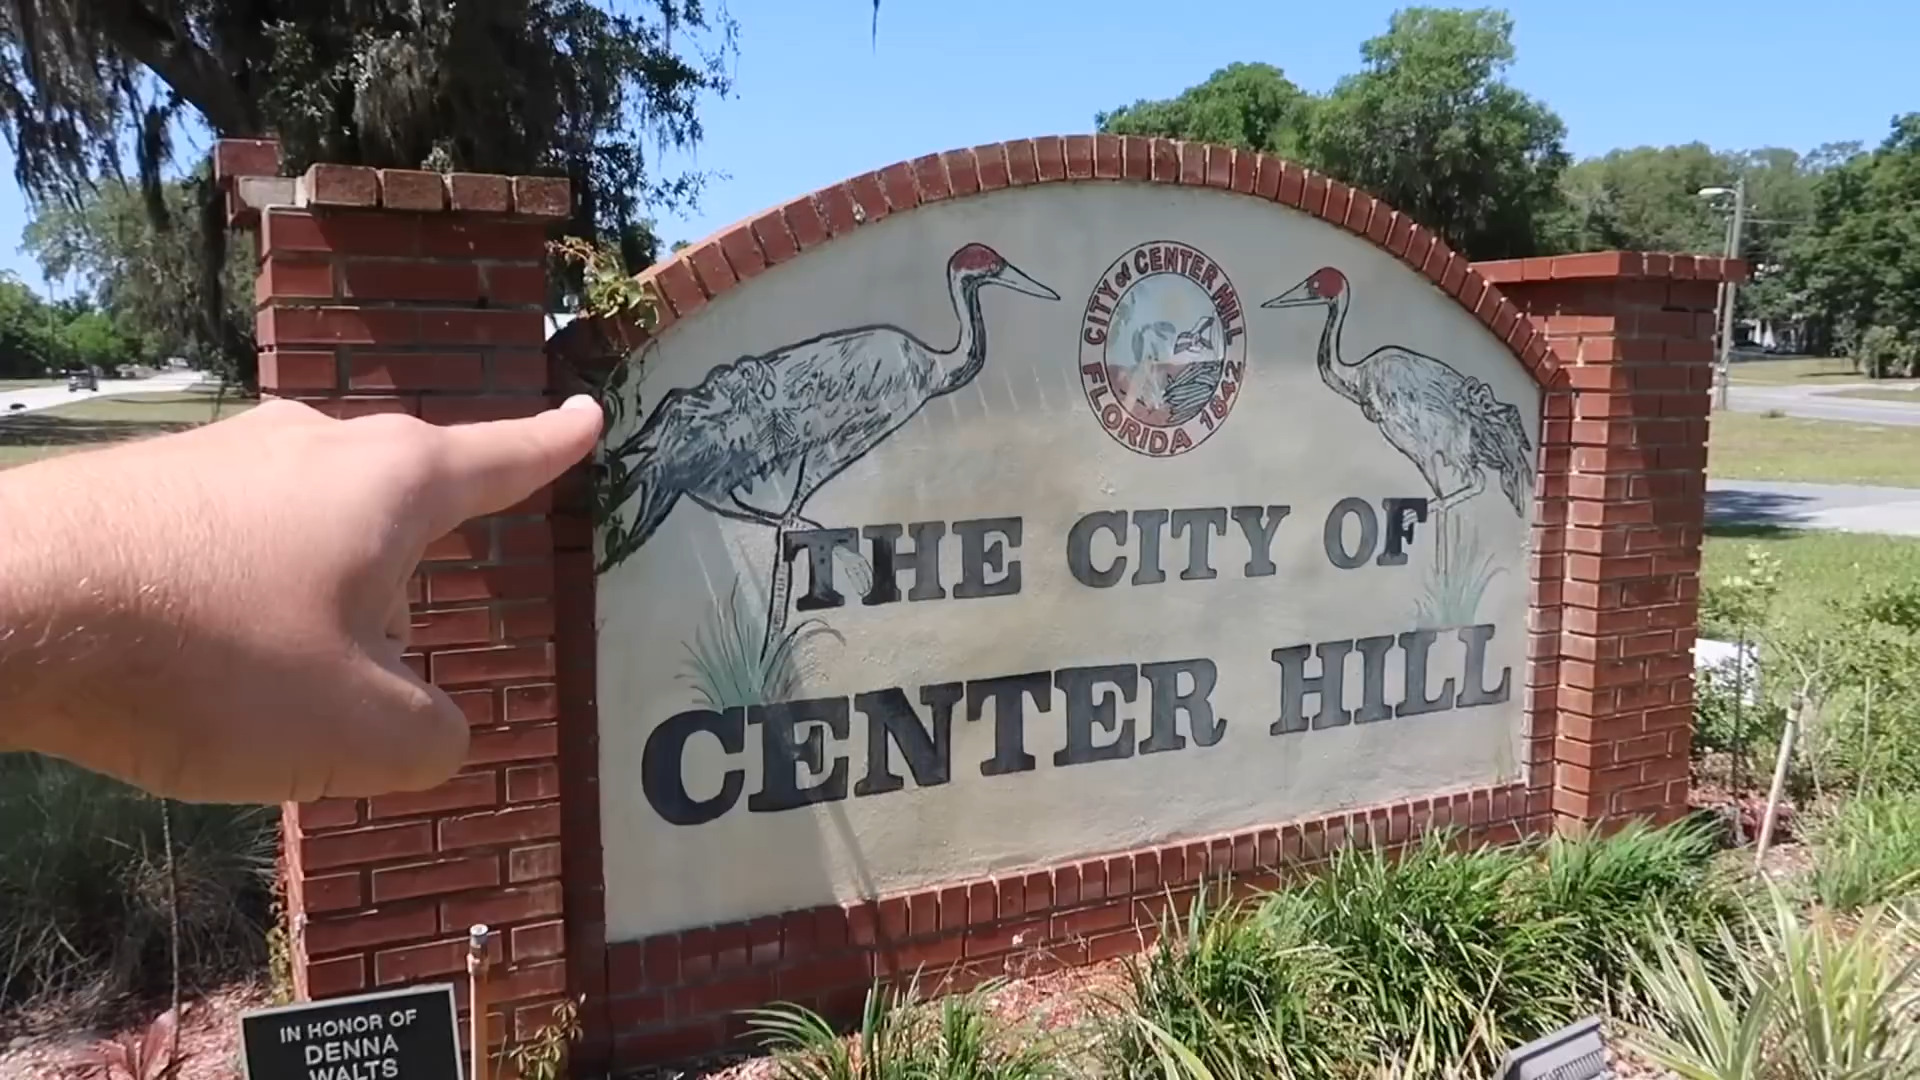 CITY of CENTER HILL
FLORIDA 1842
THE CITY OF
CENTER HILL
IN HONOR OF
DENNA
WALTS